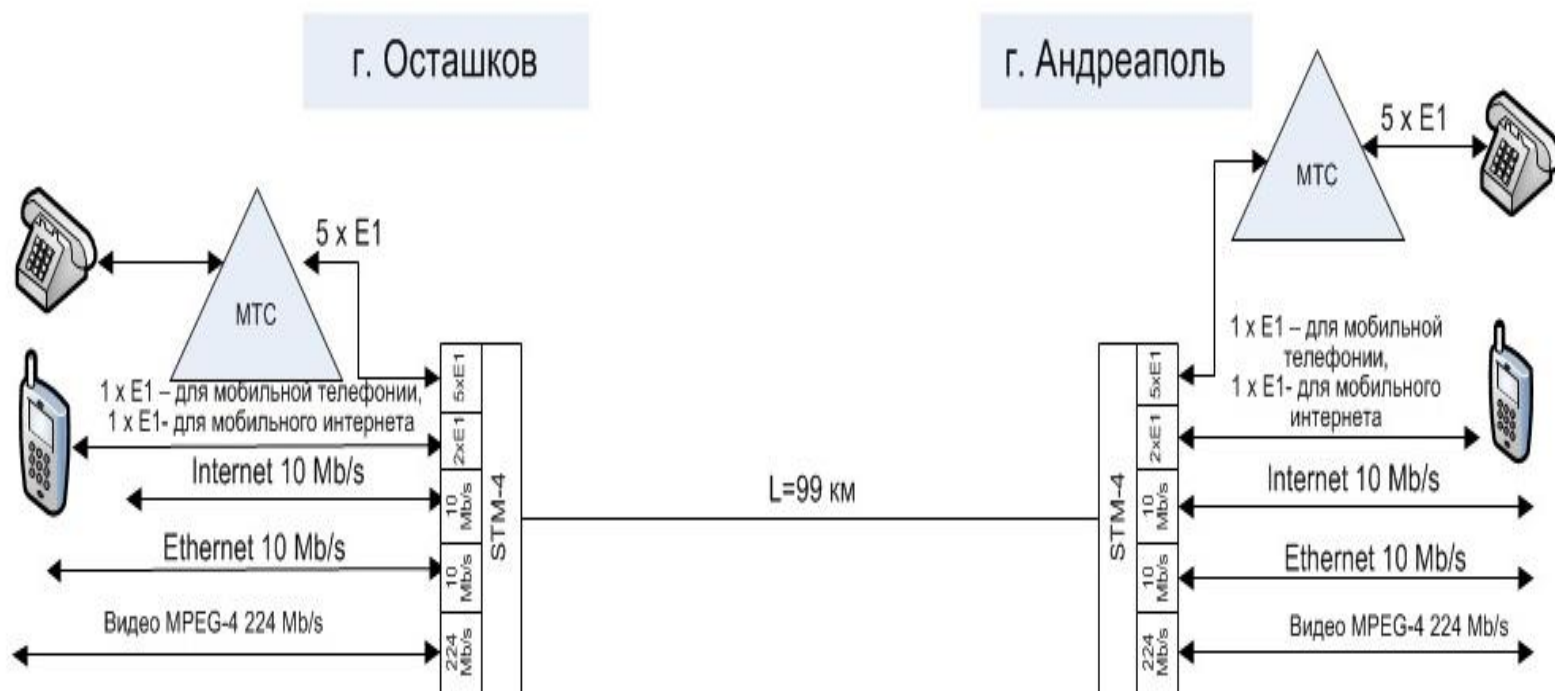 г. Осташков
г. Андреаполь
5 x E1
МТС
5 x E1
МТС
1 x E1 – для мобильной телефонии,
1 x E1- для мобильного интернета
1 x E1 – для мобильной
телефонии,
1 x E1- для мобильного
интернета
Internet 10 Mb/s
Ethernet 10 Mb/s
Видео MPEG-4 224 Mb/s
5xE1
2xE1
10
Mb/s
10
Mb/s
224
Mb/s
STM-4
L=99 км
STM-4
5xE1
2xE1
10
Mb/s
10
Mb/s
224
Mb/s
Internet 10 Mb/s
Ethernet 10 Mb/s
Видео MPEG-4 224 Mb/s